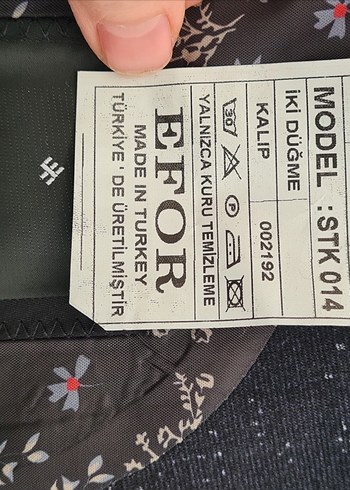 MODEL : STK 014
İKİ DÜĞME
KALIP 002192
30 P
YALNIZCA KURU TEMİZLEME
EFOR
MADE IN TURKEY
TÜRKİYE ' DE ÜRETİLMİŞTİR